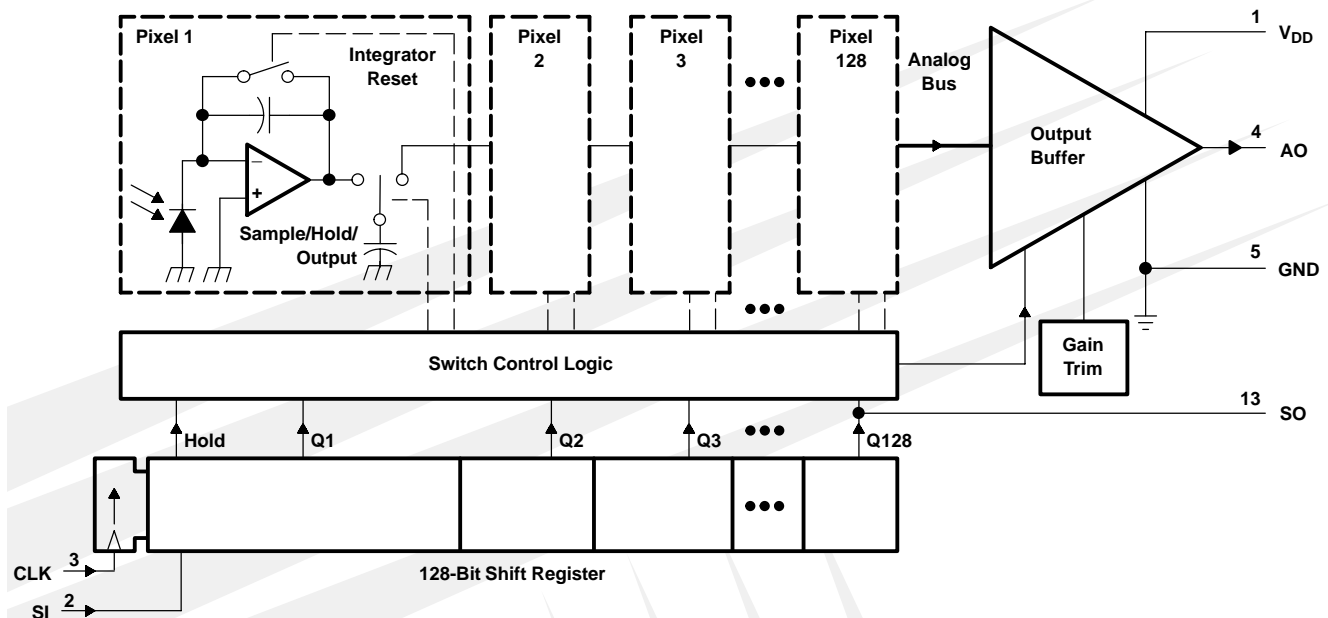 Pixel 1
Integrator
Reset
−
+
Sample/Hold/
Output
Pixel
2
Pixel
3
Pixel
128
Analog
Bus
Output
Buffer
1
VDD
4
AO
5
GND
Gain
Trim
13
SO
Switch Control Logic
Hold
Q1
Q2
Q3
Q128
3
CLK
2
SI
128-Bit Shift Register